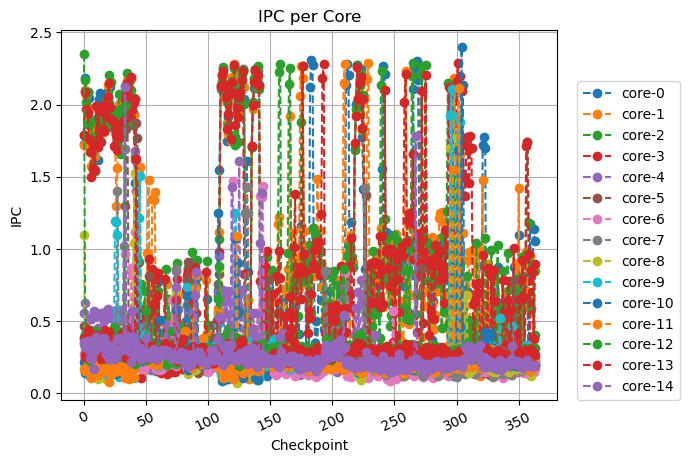 IPC per Core
2.5
2.0
1.5
1.0
0.5
0.0
IPC
0
50
100
150
200
250
300
350
Checkpoint
core-0
core-1
core-2
core-3
core-4
core-5
core-6
core-7
core-8
core-9
core-10
core-11
core-12
core-13
core-14